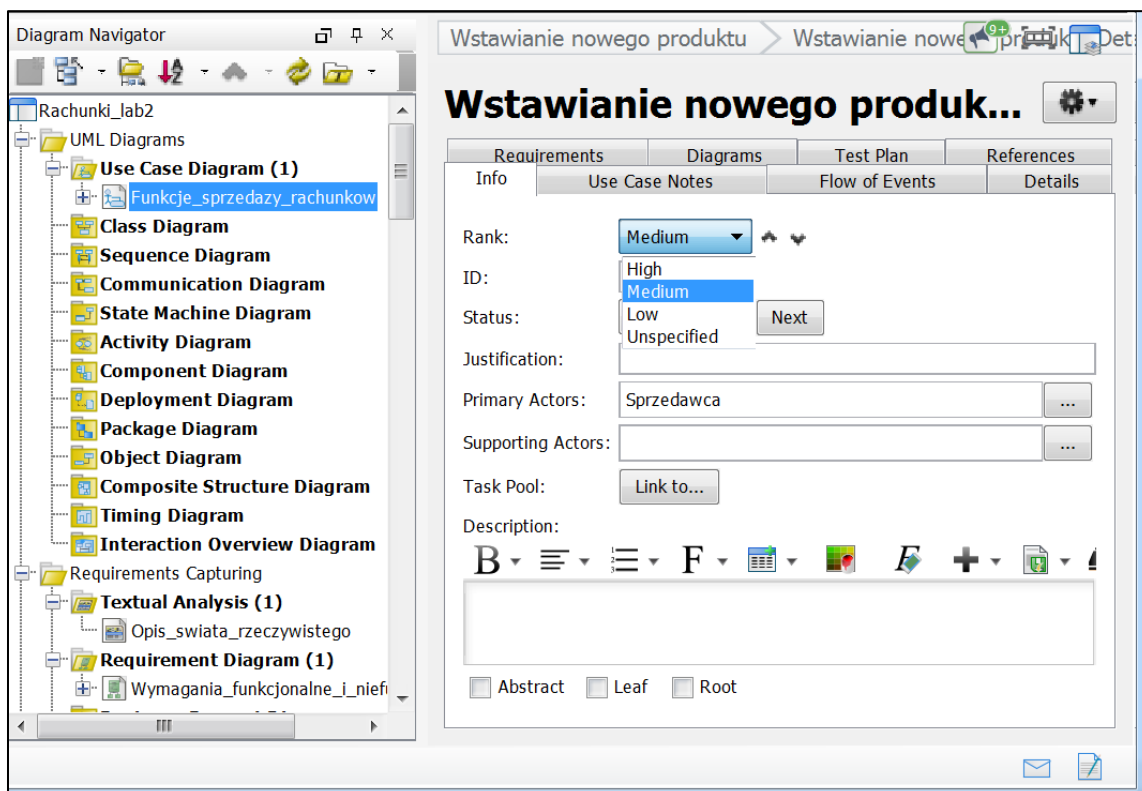 Diagram Navigator
Rachunki_lab2
UML Diagrams
Use Case Diagram (1)
Funkcje_sprzedazy_rachunkow
Class Diagram
Sequence Diagram
Communication Diagram
State Machine Diagram
Activity Diagram
Component Diagram
Deployment Diagram
Package Diagram
Object Diagram
Composite Structure Diagram
Timing Diagram
Interaction Overview Diagram
Requirements Capturing
Textual Analysis (1)
Opis_swiata_rzeczywistego
Requirement Diagram (1)
Wymagania_funkcjonalne_i_nief
Wstawianie nowego produktu Wstawianie nowe
9+
Wstawianie nowego produk...
Requirements Diagrams Test Plan References
Info Use Case Notes Flow of Events Details
Rank: Medium
High
ID:
Medium
Low
Status: Next
Unspecified
Justification:
Primary Actors: Sprzedawca ...
Supporting Actors: ...
Task Pool: Link to...
Description:
B F
Abstract Leaf Root